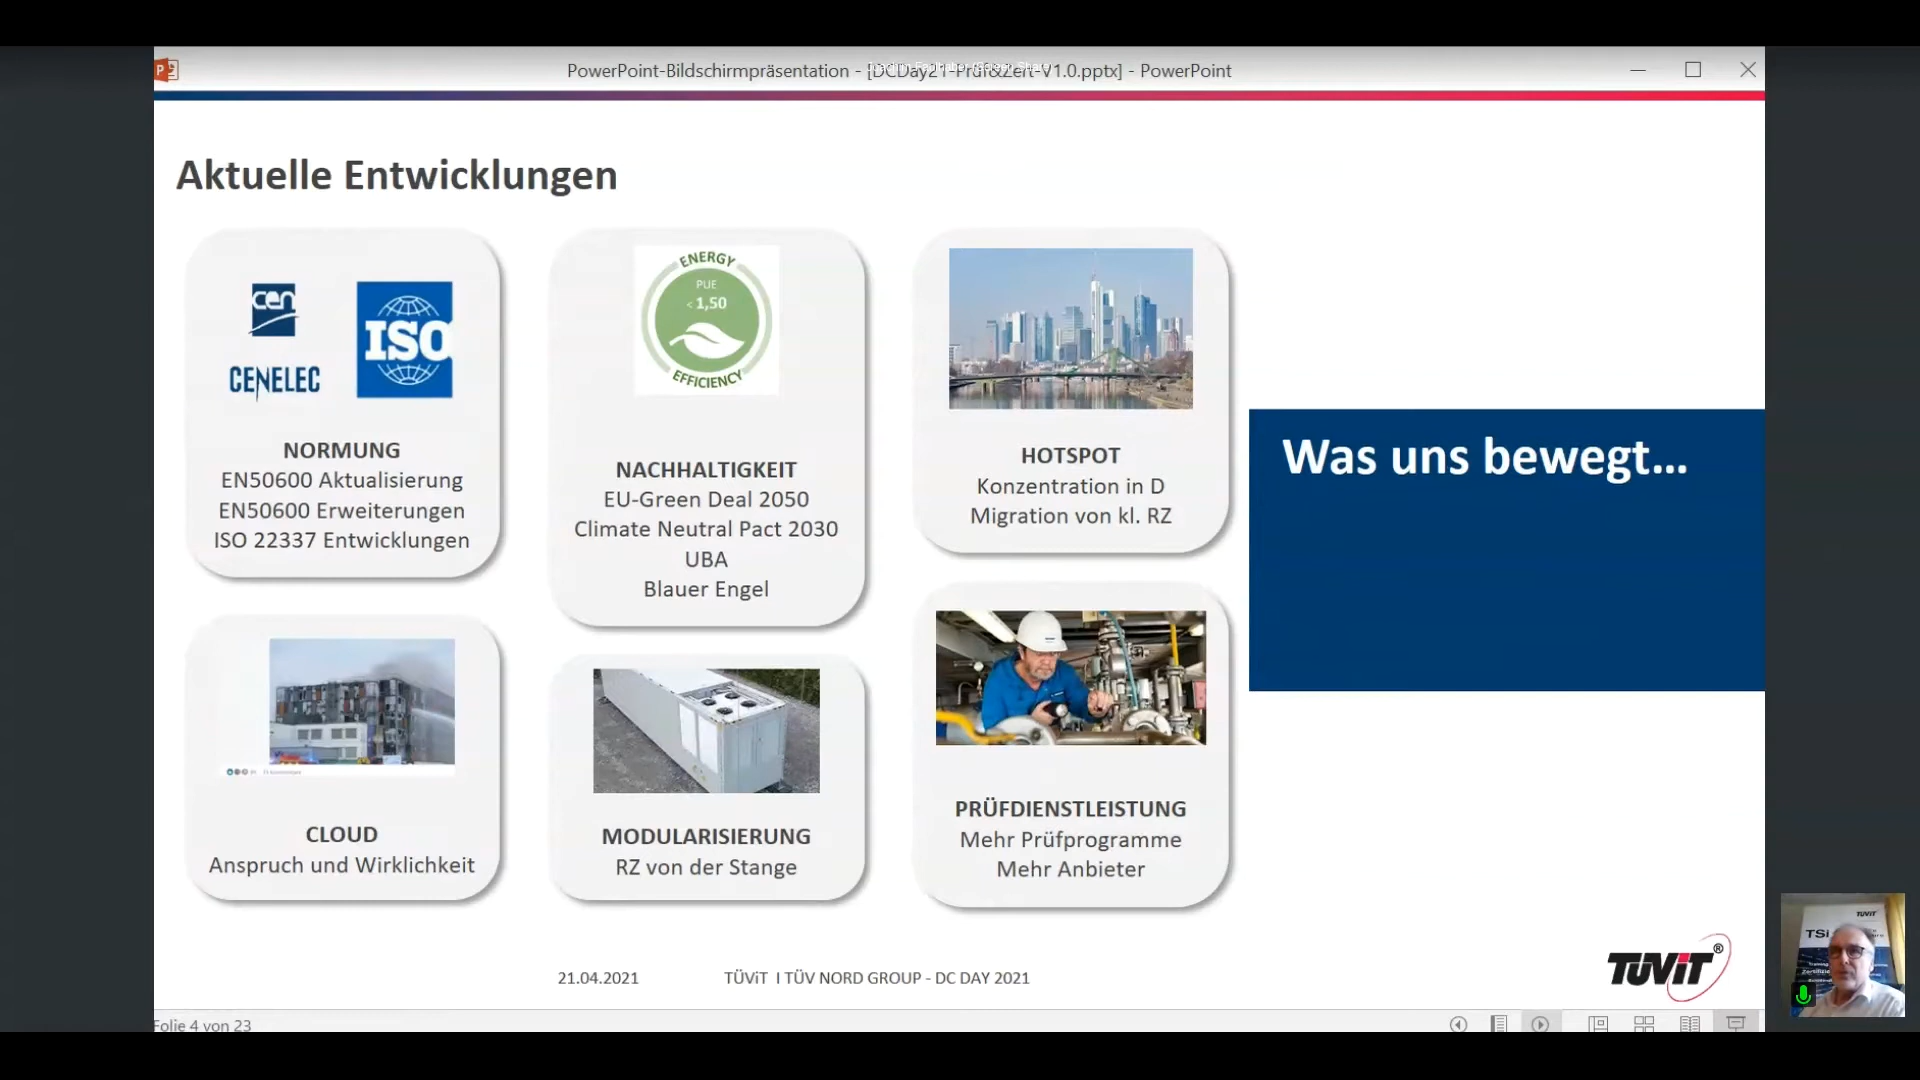 PowerPoint-Bildschirmpräsentation - [DCDay21-Prüf&Zert-V1.0.pptx] - PowerPoint
Aktuelle Entwicklungen
cen
CENELEC
ISO
NORMUNG
EN50600 Aktualisierung
EN50600 Erweiterungen
ISO 22337 Entwicklungen
ENERGY
PUE
< 1,50
EFFICIENCY
NACHHALTIGKEIT
EU-Green Deal 2050
Climate Neutral Pact 2030
UBA
Blauer Engel
HOTSPOT
Konzentration in D
Migration von kl. RZ
Was uns bewegt...
CLOUD
Anspruch und Wirklichkeit
MODULARISIERUNG
RZ von der Stange
PRÜFDIENSTLEISTUNG
Mehr Prüfprogramme
Mehr Anbieter
21.04.2021
TÜViT I TÜV NORD GROUP - DC DAY 2021
TÜViT®
TÜViT
Folie 4 von 23